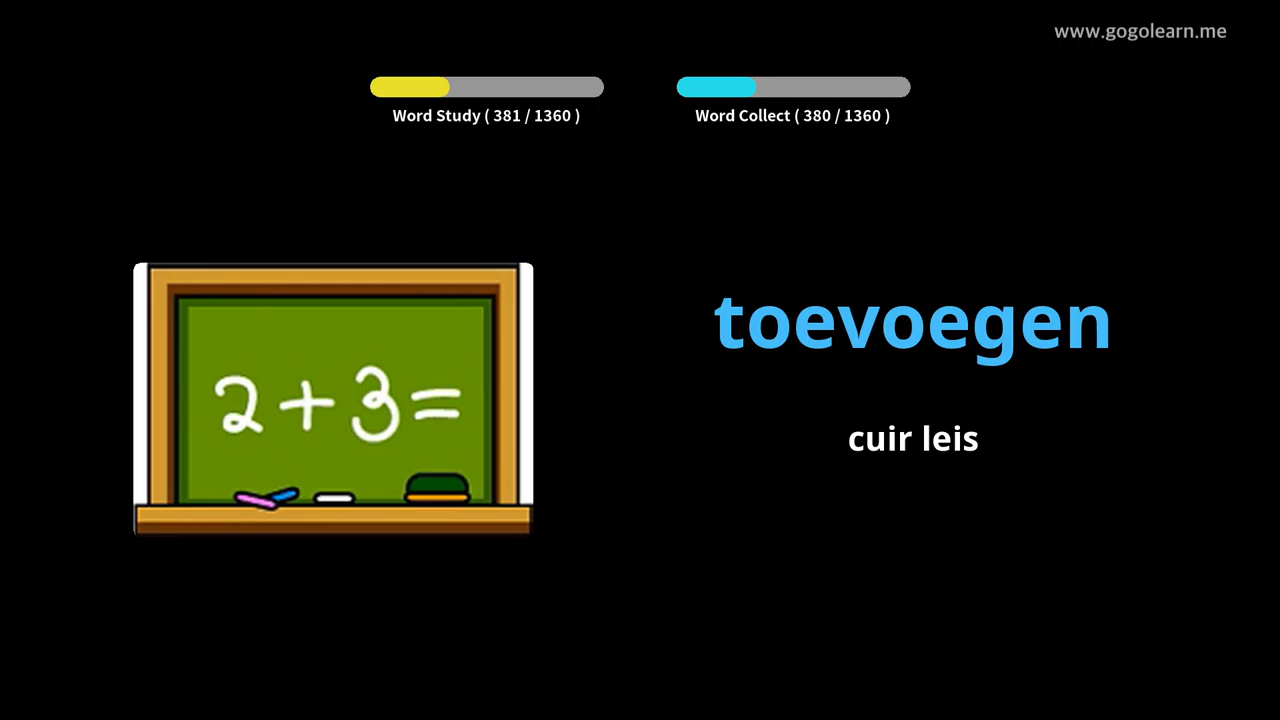 www.gogolearn.me
Word Study ( 381 / 1360 )
Word Collect ( 380 / 1360 )
2 + 3 =
toevoegen
cuir leis